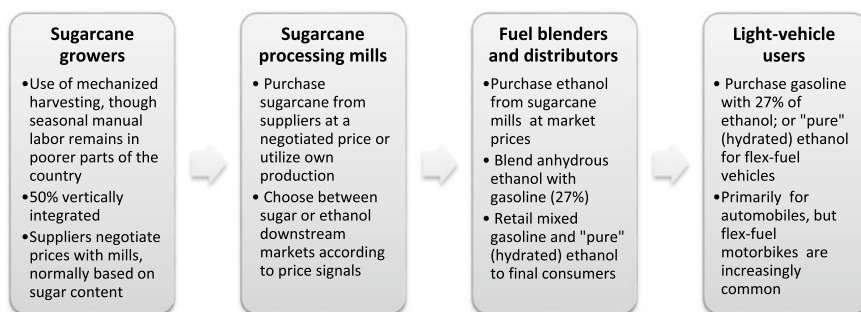 Sugarcane
growers
•Use of mechanized
harvesting, though
seasonal manual
labor remains in
poorer parts of the
country
•50% vertically
integrated
•Suppliers negotiate
prices with mills,
normally based on
sugar content
Sugarcane
processing mills
• Purchase
sugarcane from
suppliers at a
negotiated price or
utilize own
production
• Choose between
sugar or ethanol
downstream
markets according
to price signals
Fuel blenders
and distributors
•Purchase ethanol
from sugarcane
mills at market
prices
• Blend anhydrous
ethanol with
gasoline (27%)
• Retail mixed
gasoline and "pure"
(hydrated) ethanol
to final consumers
Light-vehicle
users
• Purchase gasoline
with 27% of
ethanol; or "pure"
(hydrated) ethanol
for flex-fuel
vehicles
•Primarily for
automobiles, but
flex-fuel
motorbikes are
increasingly
common